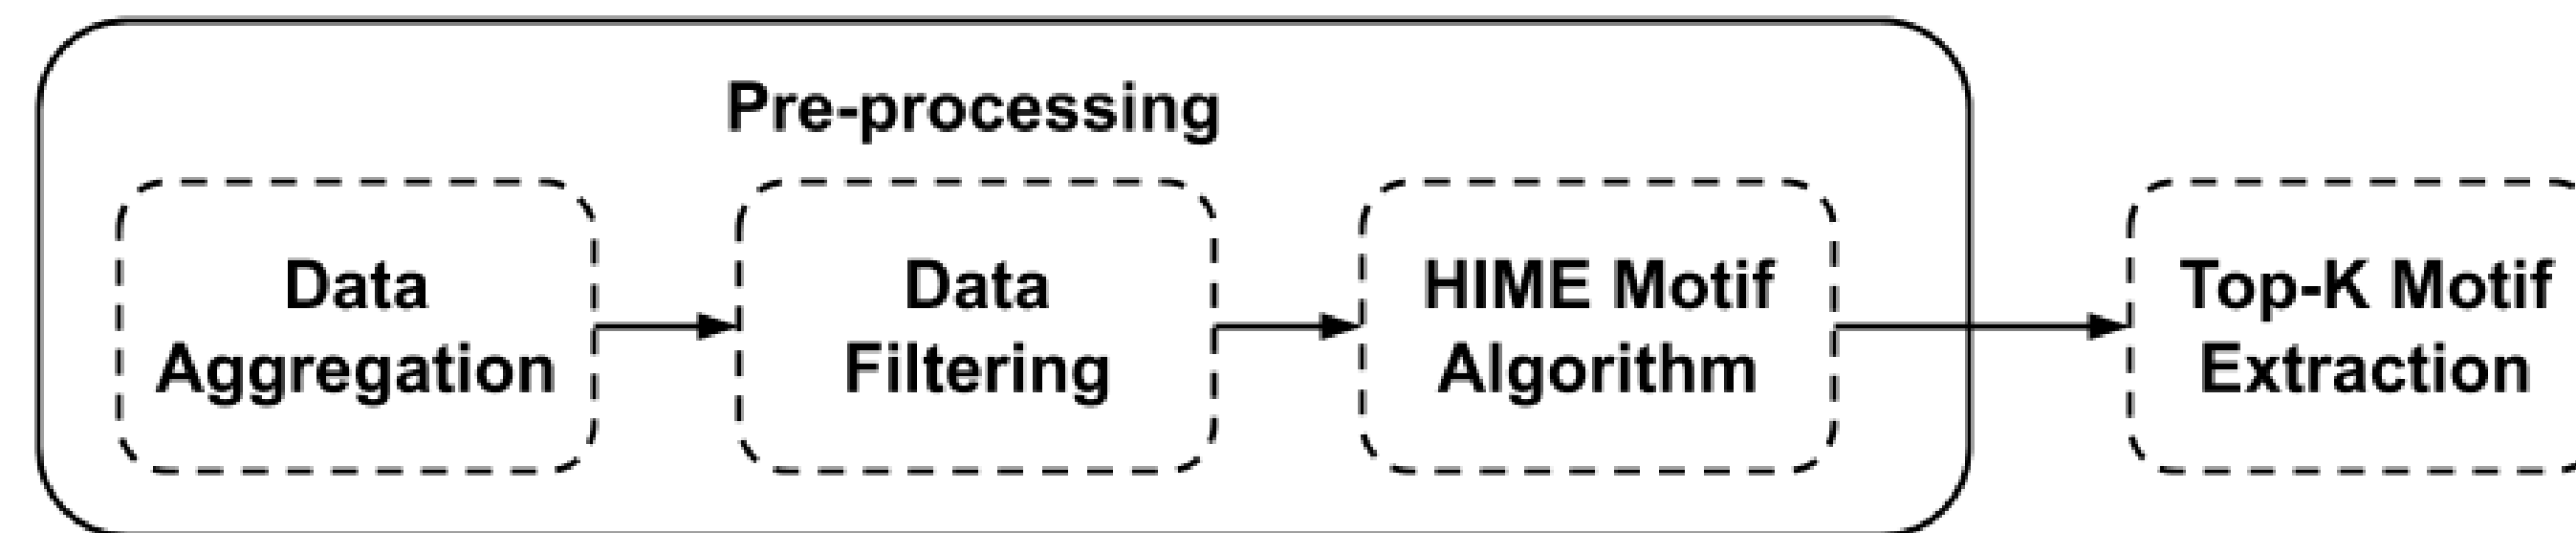 Pre-processing
Data
Aggregation
Data
Filtering
HIME Motif
Algorithm
Top-K Motif
Extraction